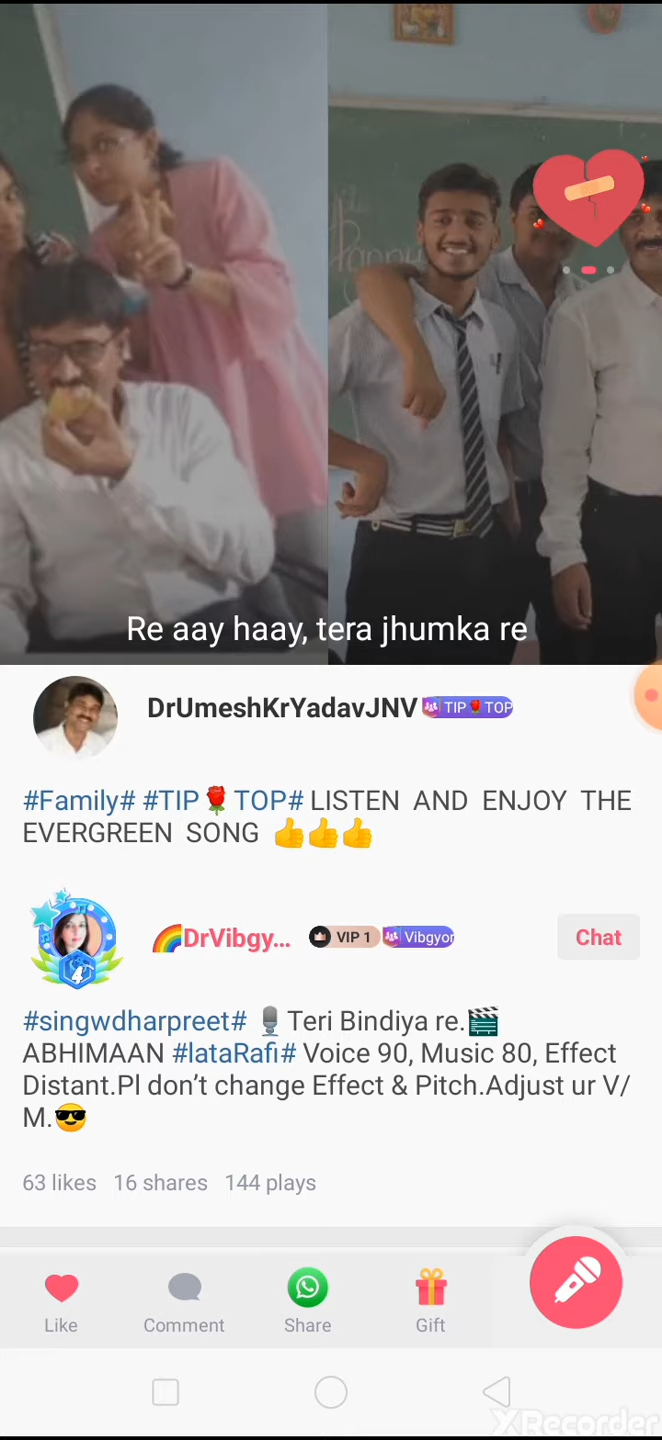 Happy
Re aay haay, tera jhumka re
DrUmeshKrYadavJNV TIP🌹TOP
#Family# #TIP🌹TOP# LISTEN AND ENJOY THE
EVERGREEN SONG 👍👍👍
🌈DrVibgy... VIP 1 Vibgyor
Chat
4
#singwdharpreet# 🎙️Teri Bindiya re.🎬
ABHIMAAN #lataRafi# Voice 90, Music 80, Effect
Distant.Pl don’t change Effect & Pitch.Adjust ur V/
M.😎
63 likes 16 shares 144 plays
Like Comment Share Gift
XRecorder